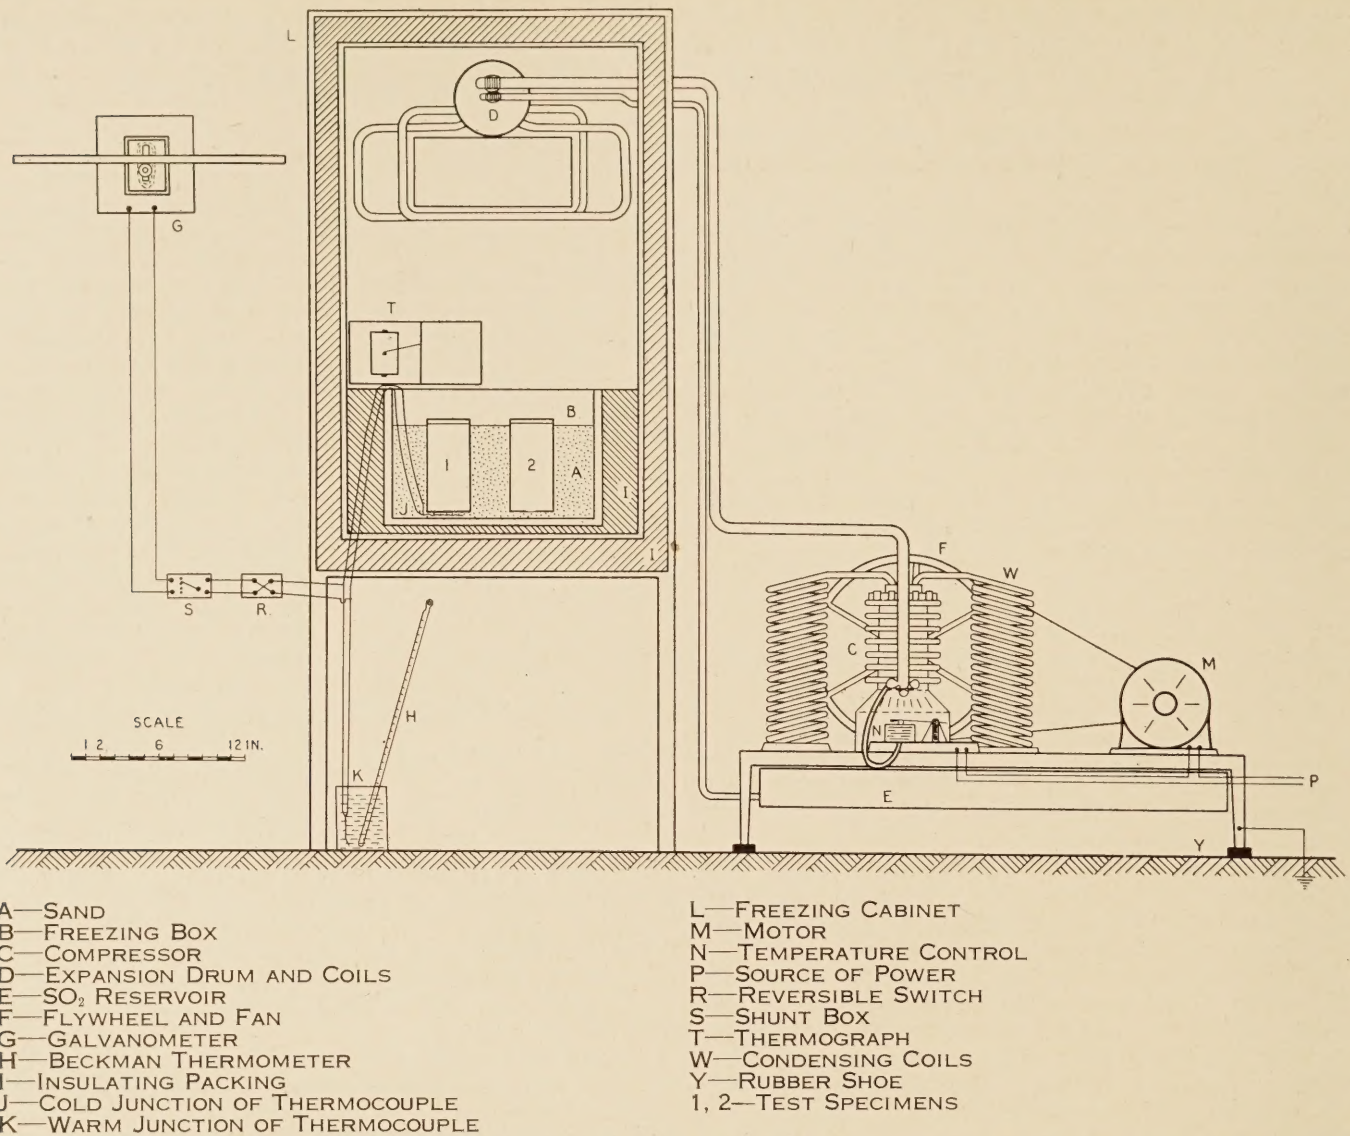 L
D
G
T
B
1
2
A
J
I
I
S
R.
F
W
C
M
H
N
SCALE
1 2 6 12 IN.
K
E
P
Y
A—SAND
B—FREEZING BOX
C—COMPRESSOR
D—EXPANSION DRUM AND COILS
E—SO₂ RESERVOIR
F—FLYWHEEL AND FAN
G—GALVANOMETER
H—BECKMAN THERMOMETER
I—INSULATING PACKING
J—COLD JUNCTION OF THERMOCOUPLE
K—WARM JUNCTION OF THERMOCOUPLE
L—FREEZING CABINET
M—MOTOR
N—TEMPERATURE CONTROL
P—SOURCE OF POWER
R—REVERSIBLE SWITCH
S—SHUNT BOX
T—THERMOGRAPH
W—CONDENSING COILS
Y—RUBBER SHOE
1, 2—TEST SPECIMENS